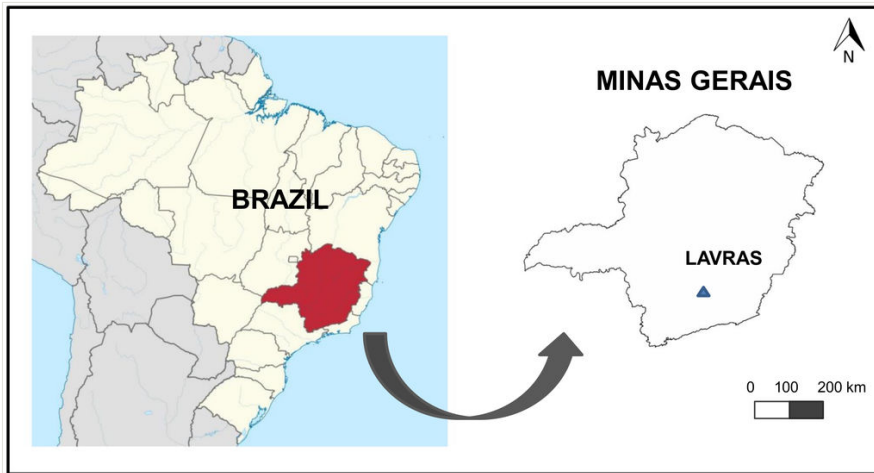 BRAZIL
N
MINAS GERAIS
LAVRAS
0 100 200 km